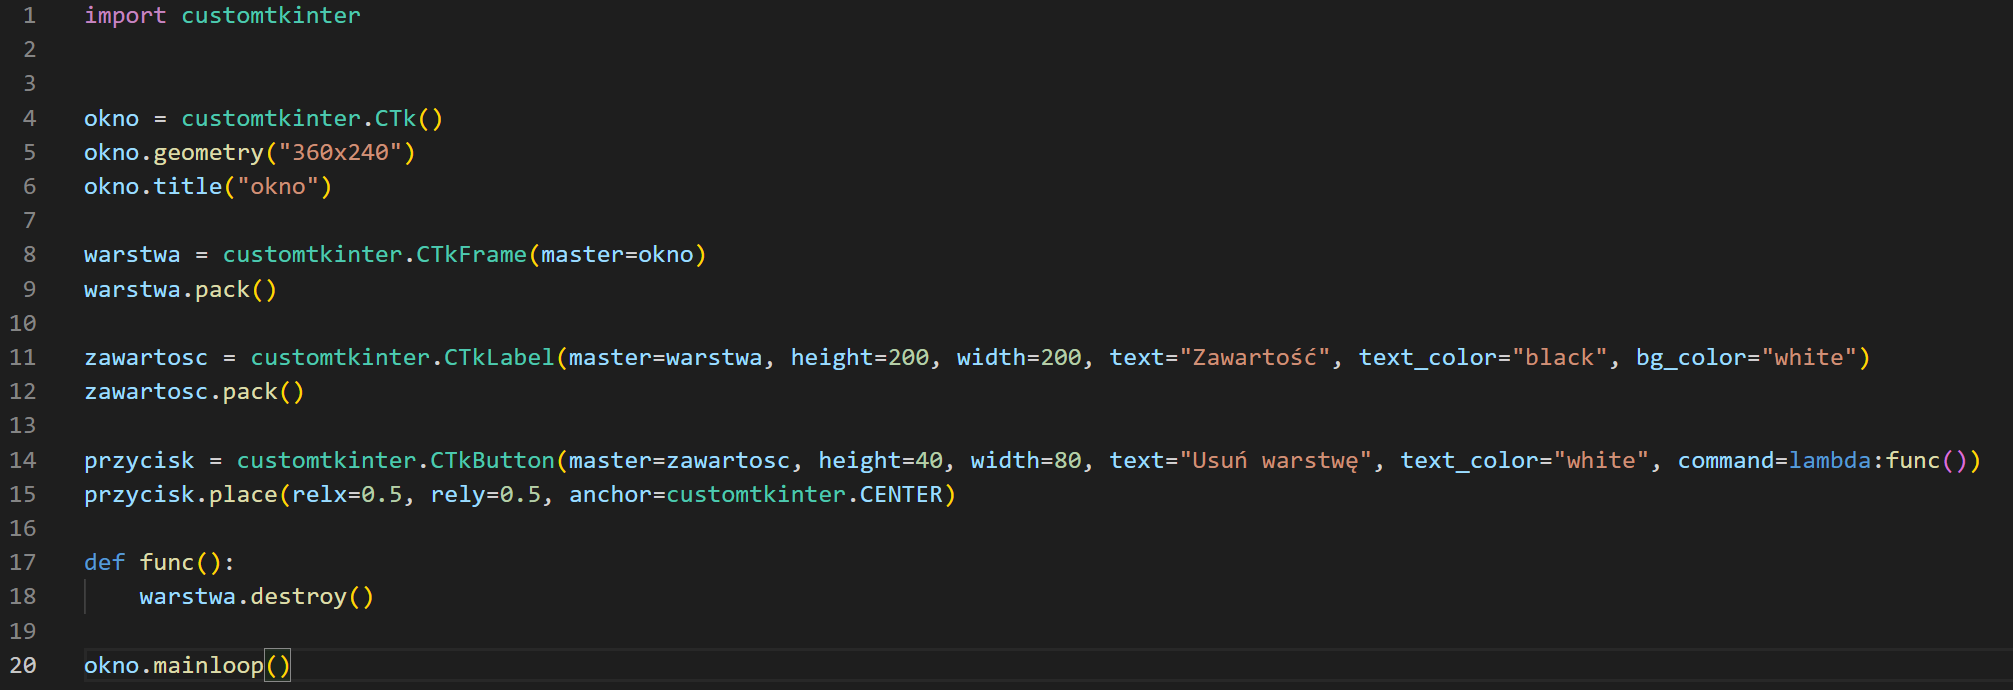 1 import customtkinter
2
3
4 okno = customtkinter.CTk()
5 okno.geometry("360x240")
6 okno.title("okno")
7
8 warstwa = customtkinter.CTkFrame(master=okno)
9 warstwa.pack()
10
11 zawartosc = customtkinter.CTkLabel(master=warstwa, height=200, width=200, text="Zawartość", text_color="black", bg_color="white")
12 zawartosc.pack()
13
14 przycisk = customtkinter.CTkButton(master=zawartosc, height=40, width=80, text="Usuń warstwę", text_color="white", command=lambda:func())
15 przycisk.place(relx=0.5, rely=0.5, anchor=customtkinter.CENTER)
16
17 def func():
18     warstwa.destroy()
19
20 okno.mainloop()